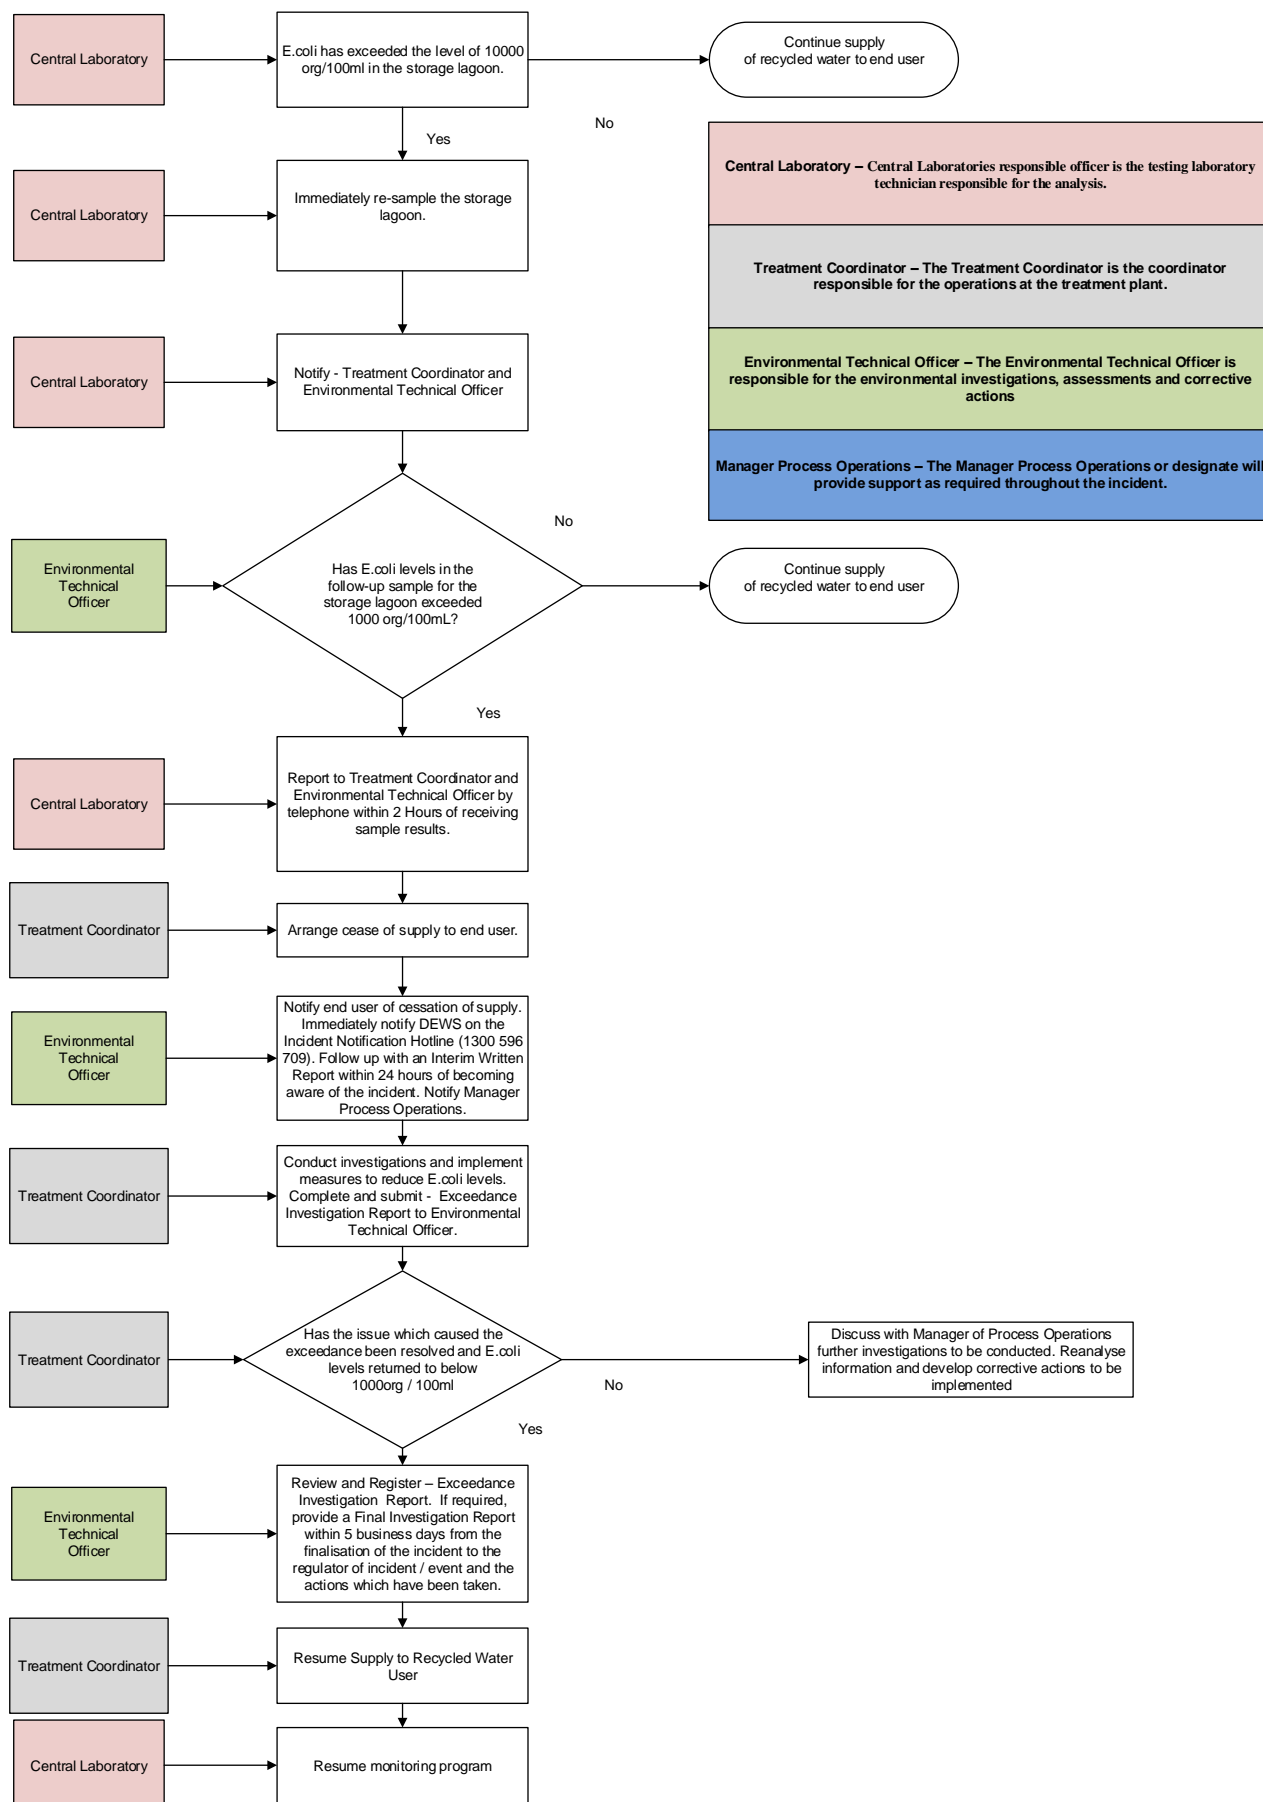 Central Laboratory
E.coli has exceeded the level of 10000
org/100ml in the storage lagoon.
Continue supply
of recycled water to end user
No
Yes
Central Laboratory – Central Laboratories responsible officer is the testing laboratory
technician responsible for the analysis.
Central Laboratory
Immediately re-sample the storage
lagoon.
Treatment Coordinator – The Treatment Coordinator is the coordinator
responsible for the operations at the treatment plant.
Central Laboratory
Notify - Treatment Coordinator and
Environmental Technical Officer
Environmental Technical Officer – The Environmental Technical Officer is
responsible for the environmental investigations, assessments and corrective
actions
Manager Process Operations – The Manager Process Operations or designate will
provide support as required throughout the incident.
No
Environmental
Technical
Officer
Has E.coli levels in the
follow-up sample for the
storage lagoon exceeded
1000 org/100mL?
Continue supply
of recycled water to end user
Yes
Central Laboratory
Report to Treatment Coordinator and
Environmental Technical Officer by
telephone within 2 Hours of receiving
sample results.
Treatment Coordinator
Arrange cease of supply to end user.
Environmental
Technical
Officer
Notify end user of cessation of supply.
Immediately notify DEWS on the
Incident Notification Hotline (1300 596
709). Follow up with an Interim Written
Report within 24 hours of becoming
aware of the incident. Notify Manager
Process Operations.
Treatment Coordinator
Conduct investigations and implement
measures to reduce E.coli levels.
Complete and submit - Exceedance
Investigation Report to Environmental
Technical Officer.
Treatment Coordinator
Has the issue which caused the
exceedance been resolved and E.coli
levels returned to below
1000org / 100ml
No
Discuss with Manager of Process Operations
further investigations to be conducted. Reanalyse
information and develop corrective actions to be
implemented
Yes
Environmental
Technical
Officer
Review and Register – Exceedance
Investigation Report. If required,
provide a Final Investigation Report
within 5 business days from the
finalisation of the incident to the
regulator of incident / event and the
actions which have been taken.
Treatment Coordinator
Resume Supply to Recycled Water
User
Central Laboratory
Resume monitoring program